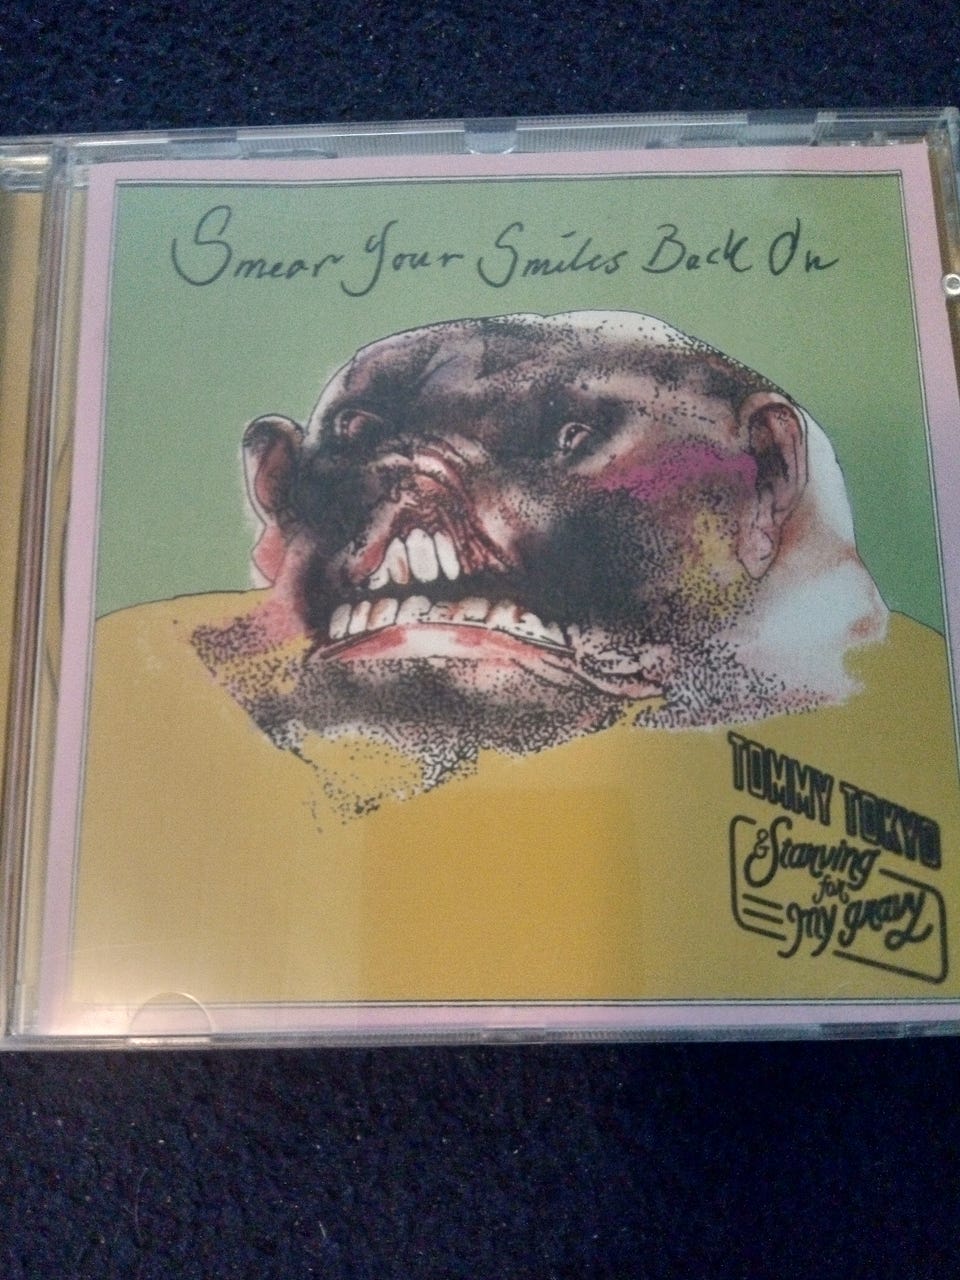 Smear Your Smiles Back On
TOMMY TOKYO
& Starving
for
my gravy